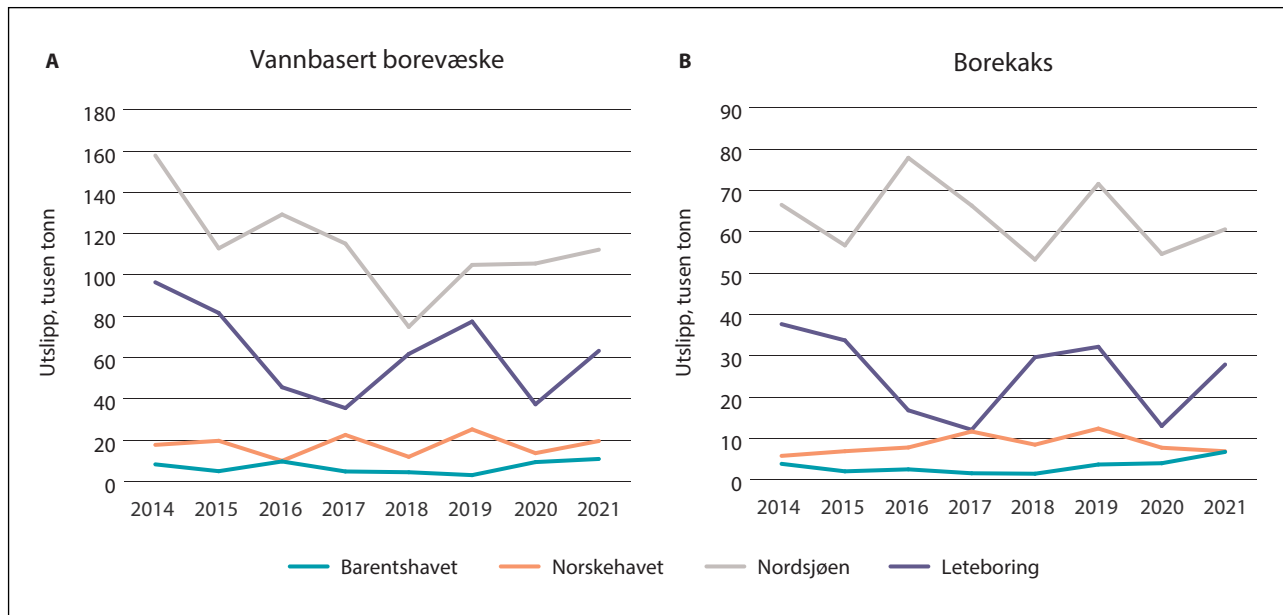 A Vannbasert borevæske
Utslipp, tusen tonn
180
160
140
120
100
80
60
40
20
0
2014 2015 2016 2017 2018 2019 2020 2021
B Borekaks
Utslipp, tusen tonn
90
80
70
60
50
40
30
20
10
0
2014 2015 2016 2017 2018 2019 2020 2021
Barentshavet Norskehavet Nordsjøen Leteboring